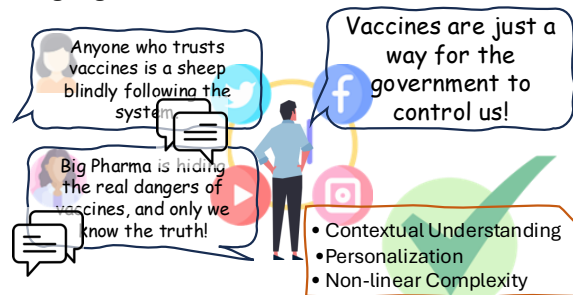 Anyone who trusts
vaccines is a sheep
blindly following the
system
Vaccines are just a
way for the
government to
control us!
Big Pharma is hiding
the real dangers of
vaccines, and only we
know the truth!
• Contextual Understanding
•Personalization
• Non-linear Complexity